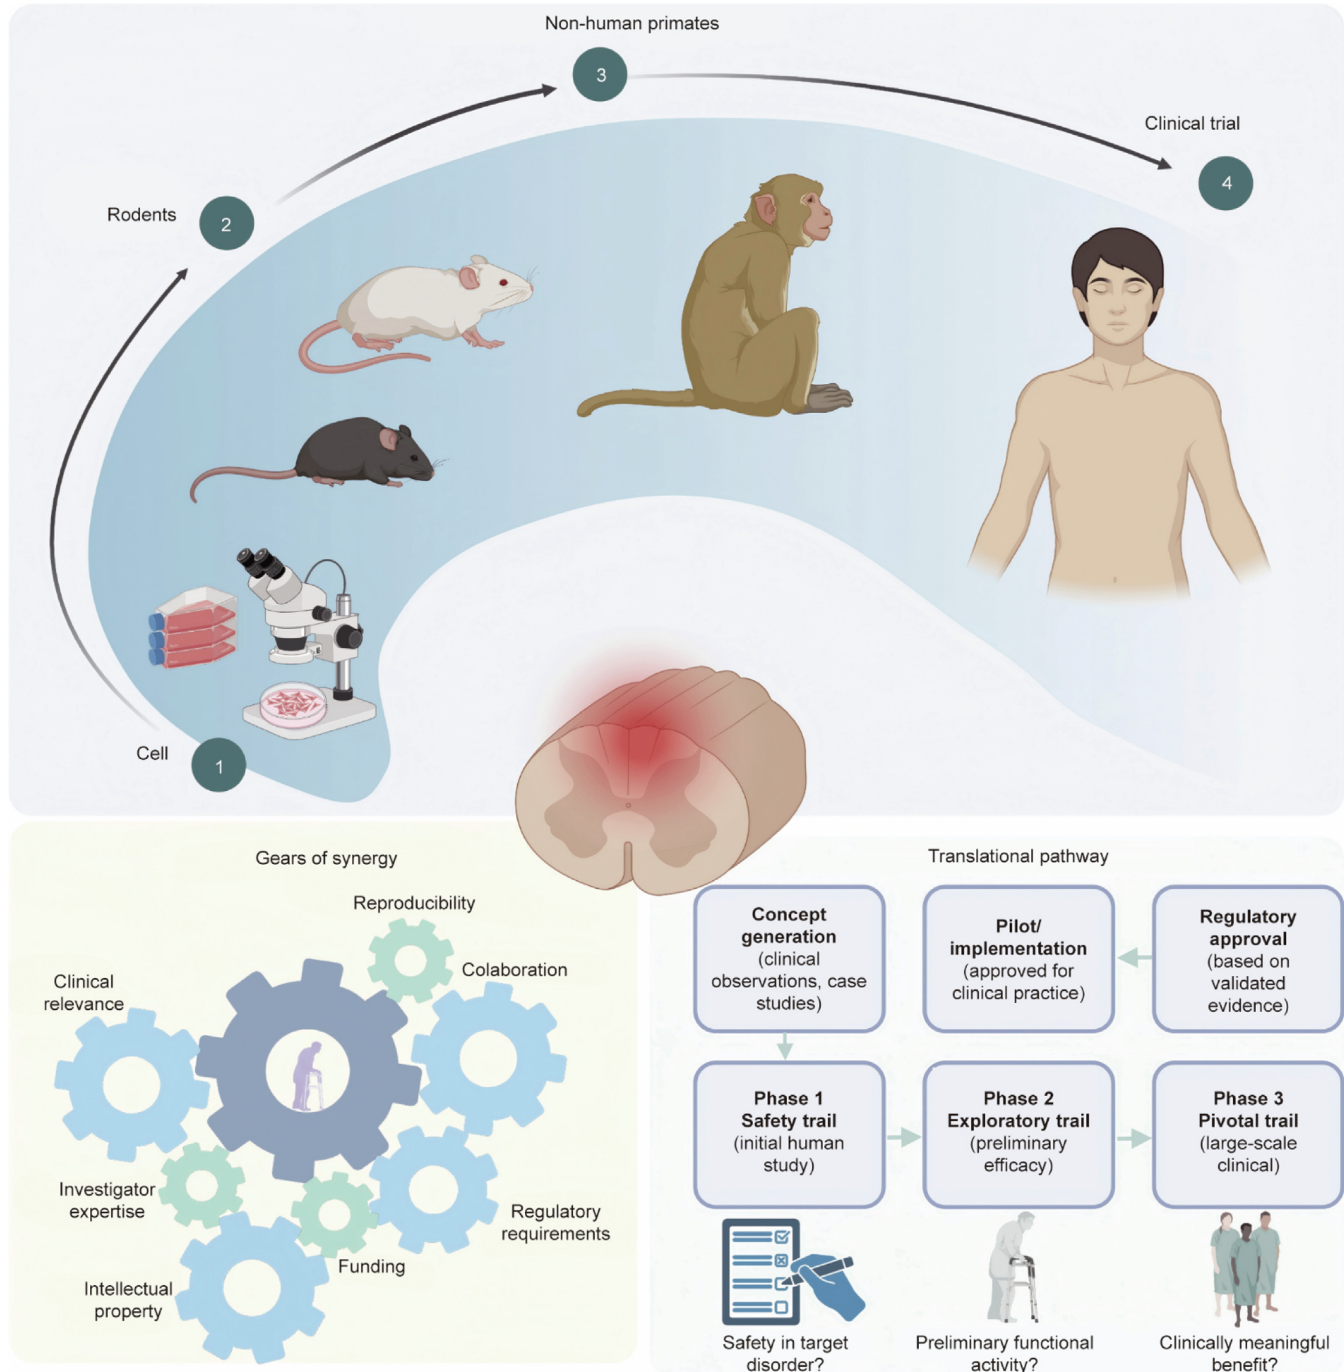 Non-human primates
3
Clinical trial
4
Rodents
2
Cell
1
Gears of synergy
Reproducibility
Colaboration
Clinical
relevance
Investigator
expertise
Regulatory
requirements
Funding
Intellectual
property
Translational pathway
Concept
generation
(clinical
observations, case
studies)
Pilot/
implementation
(approved for
clinical practice)
Regulatory
approval
(based on
validated
evidence)
Phase 1
Safety trail
(initial human
study)
Phase 2
Exploratory trail
(preliminary
efficacy)
Phase 3
Pivotal trail
(large-scale
clinical)
Safety in target
disorder?
Preliminary functional
activity?
Clinically meaningful
benefit?